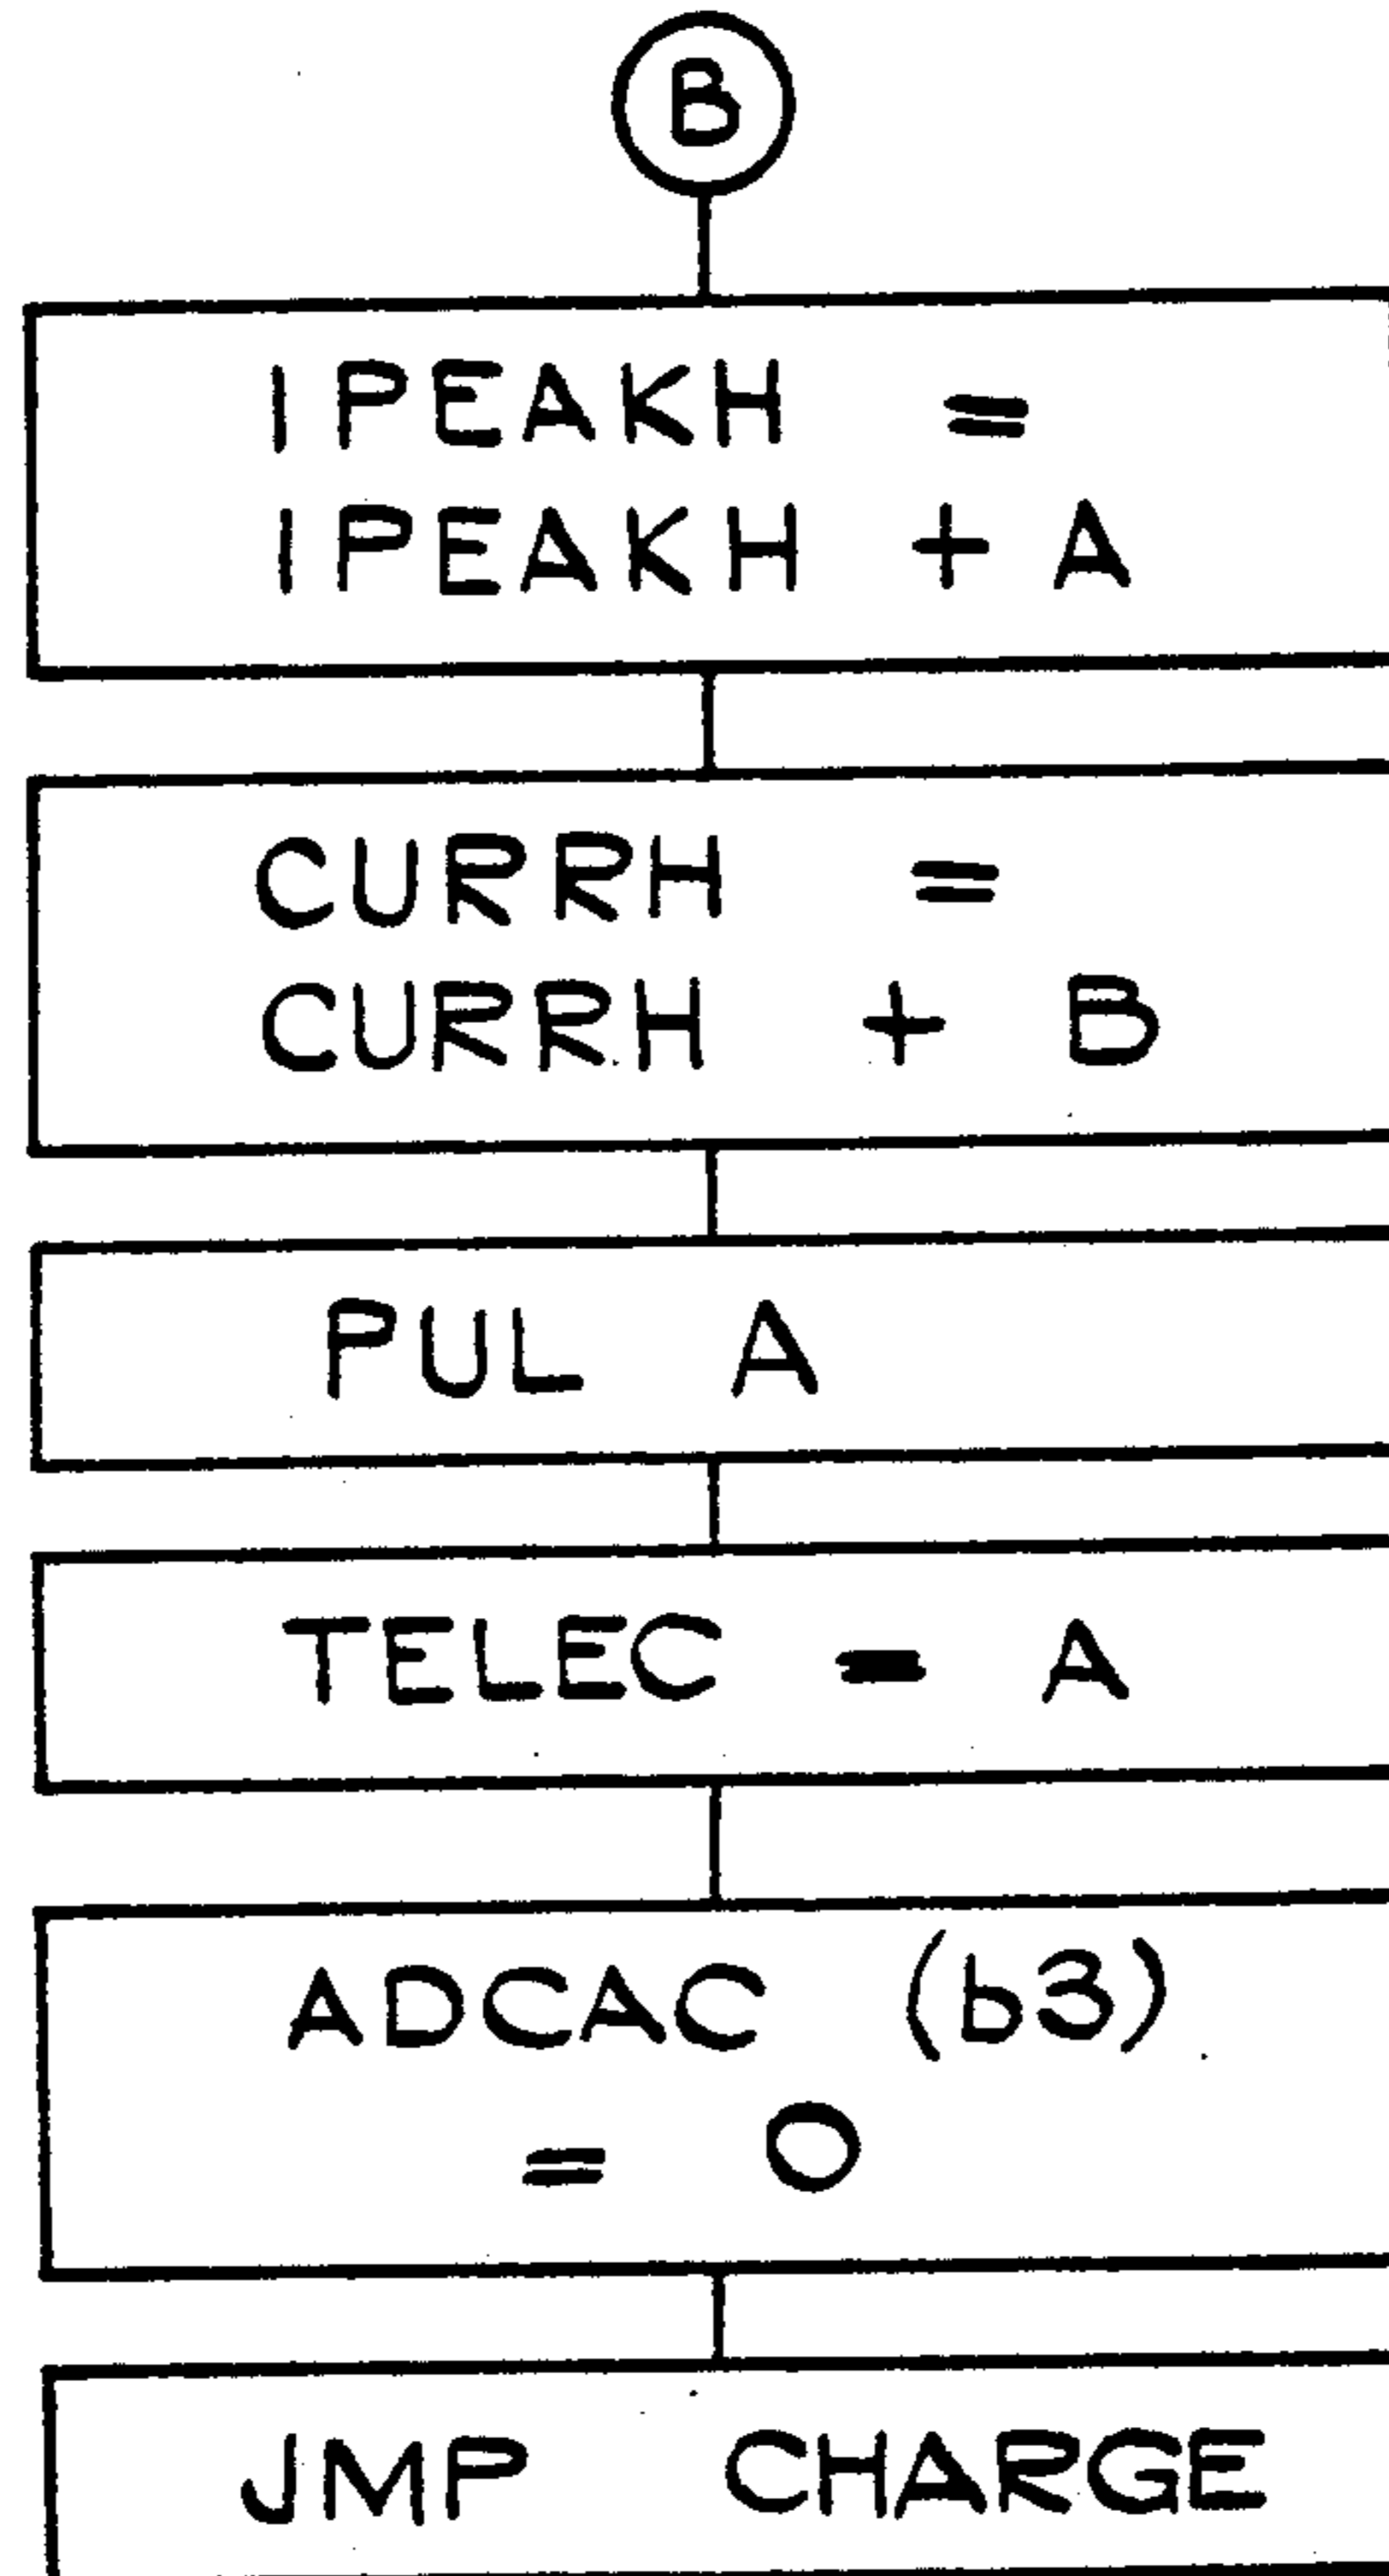 B
IPEAKH =
IPEAKH + A
CURRH =
CURRH + B
PUL A
TELEC = A
ADCAC (b3)
= 0
JMP CHARGE